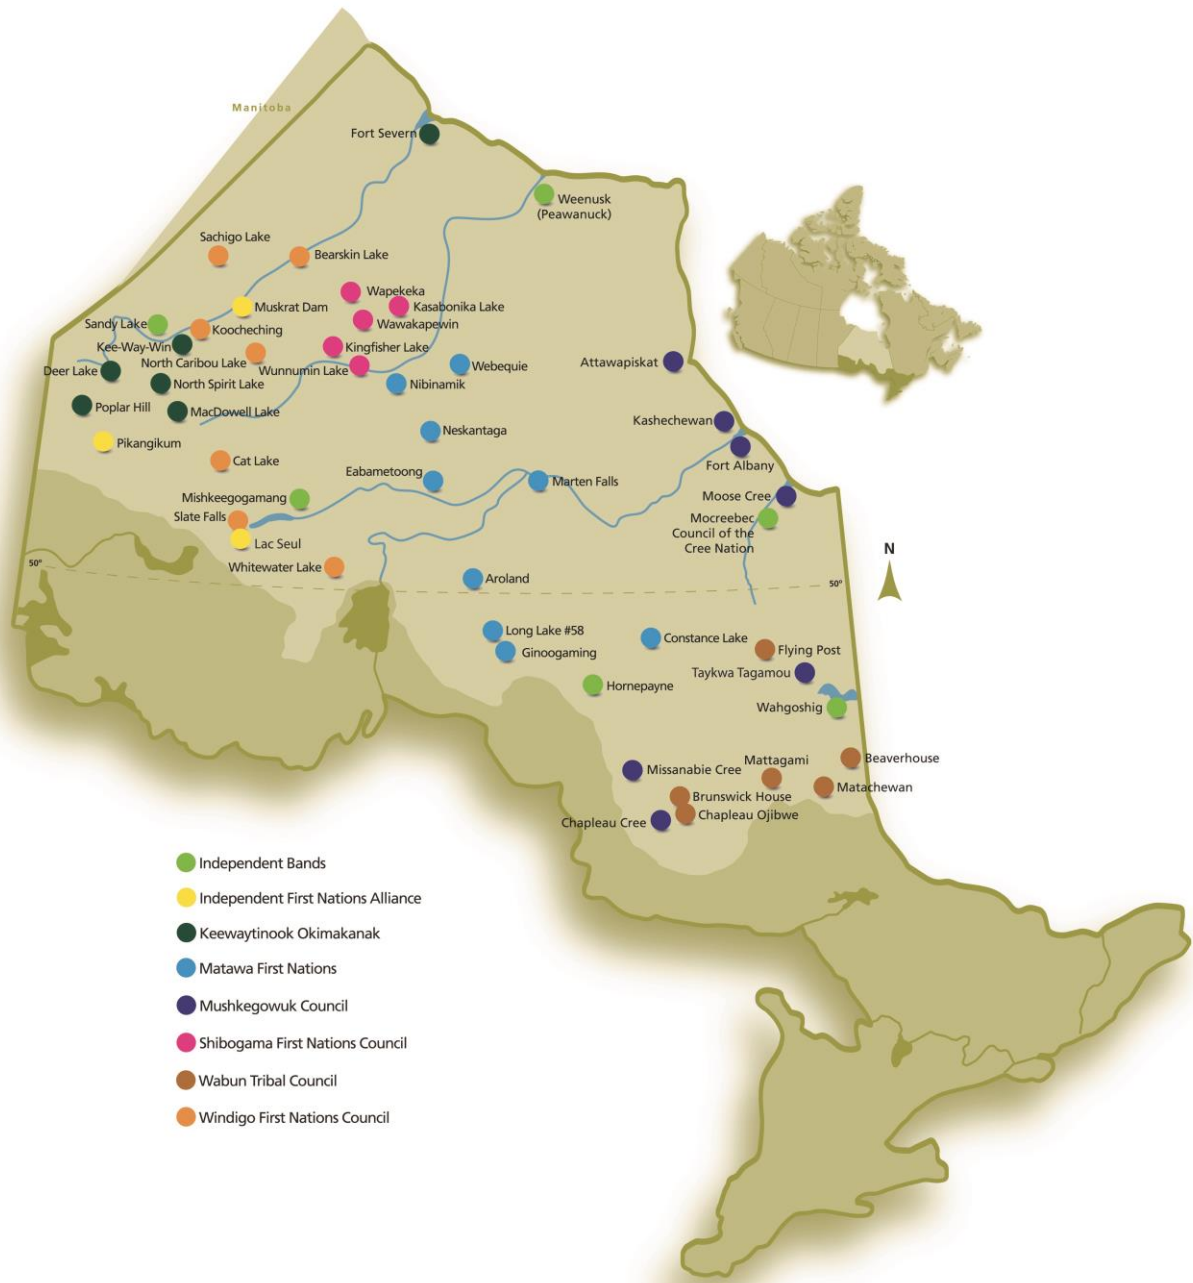 Manitoba
Fort Severn
Weenusk
(Peawanuck)
Sachigo Lake
Bearskin Lake
Wapekeka
Muskrat Dam
Kasabonika Lake
Sandy Lake
Koocheching
Wawakapewin
Kee-Way-Win
North Caribou Lake
Kingfisher Lake
Attawapiskat
Deer Lake
Wunnumin Lake
Webequie
North Spirit Lake
Nibinamik
Poplar Hill
MacDowell Lake
Kashechewan
Pikangikum
Neskantaga
Cat Lake
Fort Albany
Eabametoong
Marten Falls
Mishkeegogamang
Moose Cree
Slate Falls
Mocreebec
Council of the
Cree Nation
Lac Seul
N
Whitewater Lake
50°
Aroland
50°
Long Lake #58
Constance Lake
Ginoogaming
Flying Post
Taykwa Tagamou
Hornepayne
Wahgoshig
Mattagami
Beaverhouse
Missanabie Cree
Matachewan
Brunswick House
Chapleau Ojibwe
Chapleau Cree
Independent Bands
Independent First Nations Alliance
Keewaytinook Okimakanak
Matawa First Nations
Mushkegowuk Council
Shibogama First Nations Council
Wabun Tribal Council
Windigo First Nations Council